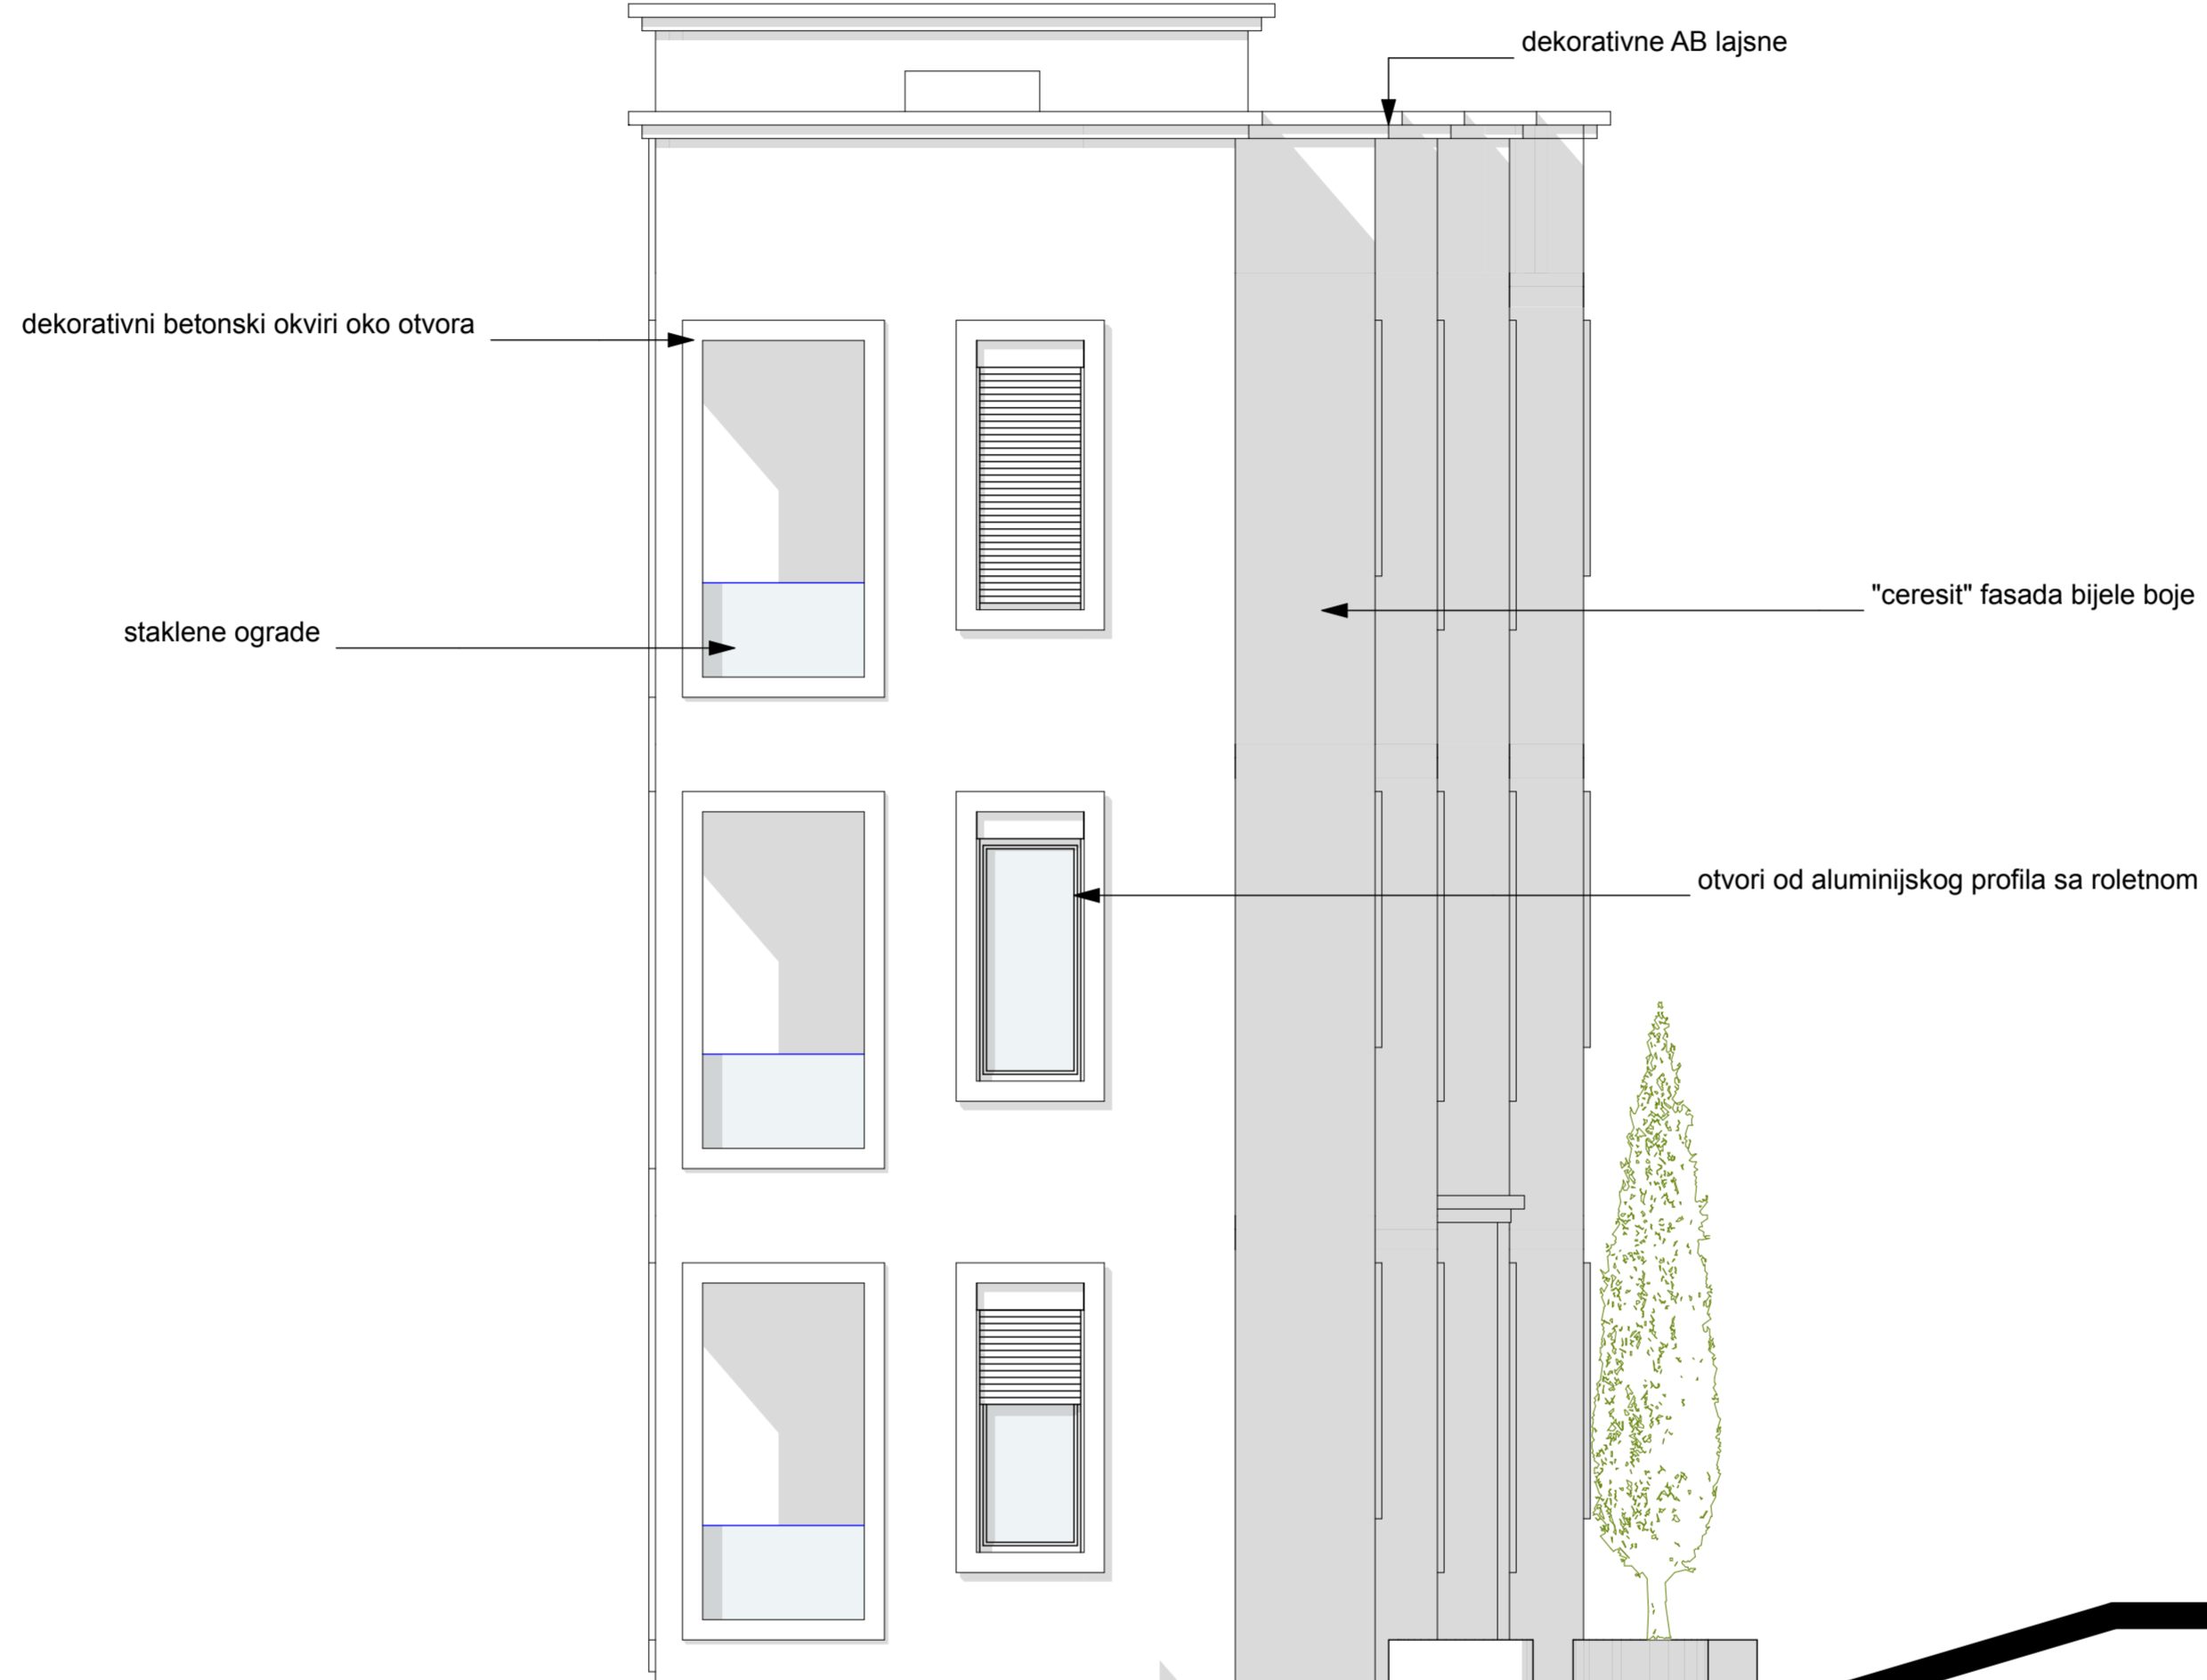 dekorativne AB lajsne
dekorativni betonski okviri oko otvora
"ceresit" fasada bijele boje
staklene ograde
otvori od aluminijskog profila sa roletnom